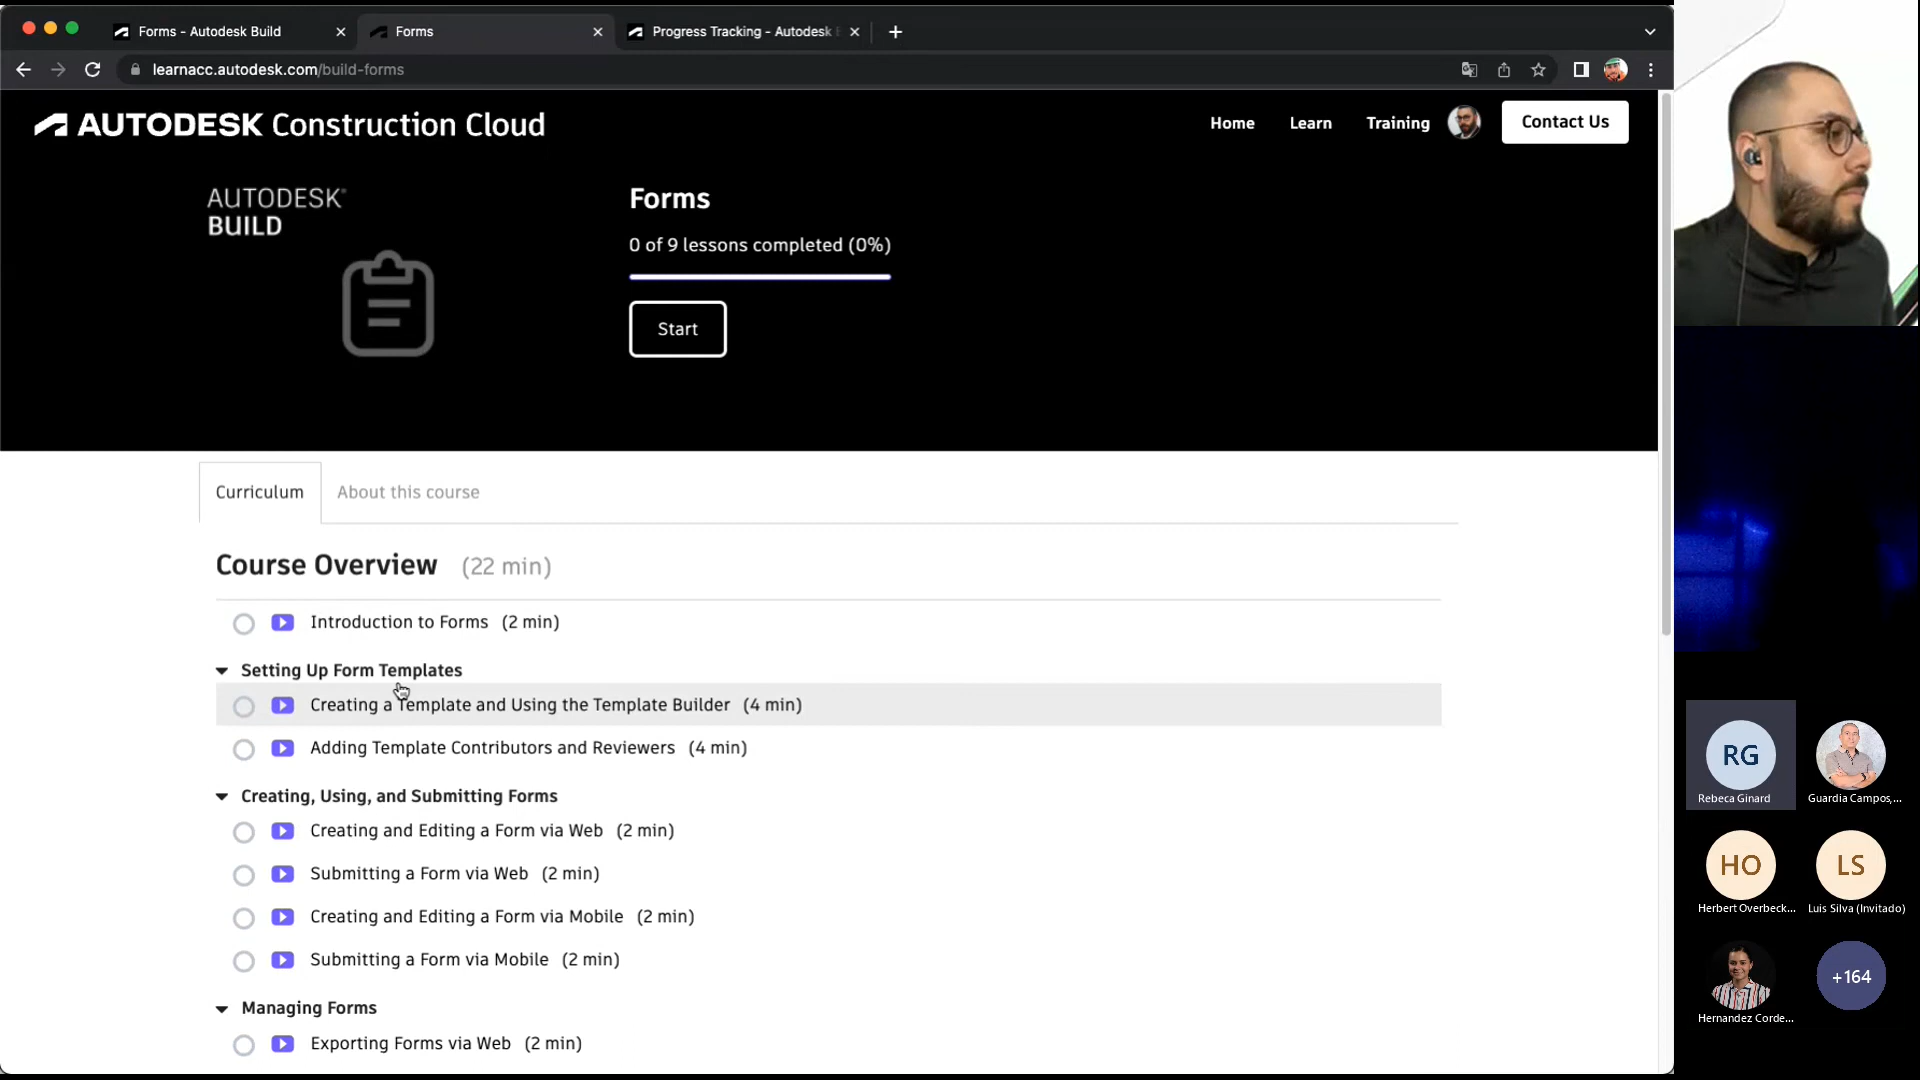 Forms - Autodesk Build
Forms
Progress Tracking - Autodesk
learnacc.autodesk.com/build-forms
AUTODESK Construction Cloud
Home
Learn
Training
Contact Us
AUTODESK
BUILD
Forms
0 of 9 lessons completed (0%)
Start
Curriculum
About this course
Course Overview (22 min)
Introduction to Forms (2 min)
Setting Up Form Templates
Creating a Template and Using the Template Builder (4 min)
Adding Template Contributors and Reviewers (4 min)
Creating, Using, and Submitting Forms
Creating and Editing a Form via Web (2 min)
Submitting a Form via Web (2 min)
Creating and Editing a Form via Mobile (2 min)
Submitting a Form via Mobile (2 min)
Managing Forms
Exporting Forms via Web (2 min)
RG
Rebeca Ginard
Guardia Campos,...
HO
Herbert Overbeck...
LS
Luis Silva (Invitado)
Hernandez Corde...
+164